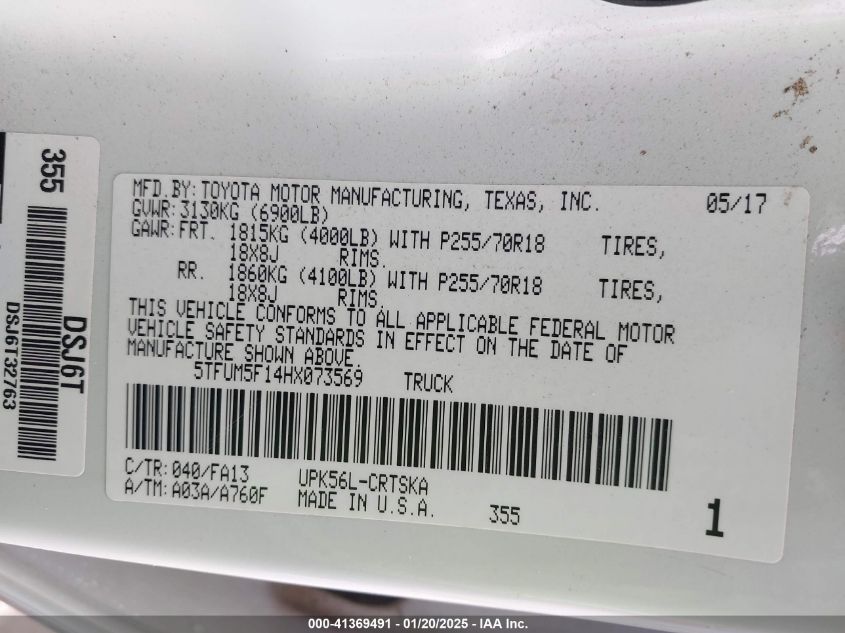 MFD.BY: TOYOTA MOTOR MANUFACTURING, TEXAS, INC. 05/17
GVWR: 3130KG (6900LB)
GAWR: FRT. 1815KG (4000LB) WITH P255/70R18 TIRES,
18X8J RIMS.
RR. 1860KG (4100LB) WITH P255/70R18 TIRES,
18X8J RIMS.
THIS VEHICLE CONFORMS TO ALL APPLICABLE FEDERAL MOTOR
VEHICLE SAFETY STANDARDS IN EFFECT ON THE DATE OF
MANUFACTURE SHOWN ABOVE.
5TFUM5F14HX073569 TRUCK
C/TR: 040/FA13 UPK56L-CRTSKA
A/TM: A03A/A760F MADE IN U.S.A. 355 1
355
DSJ6T
DSJ6T32763
000-41369491 - 01/20/2025 - IAA Inc.